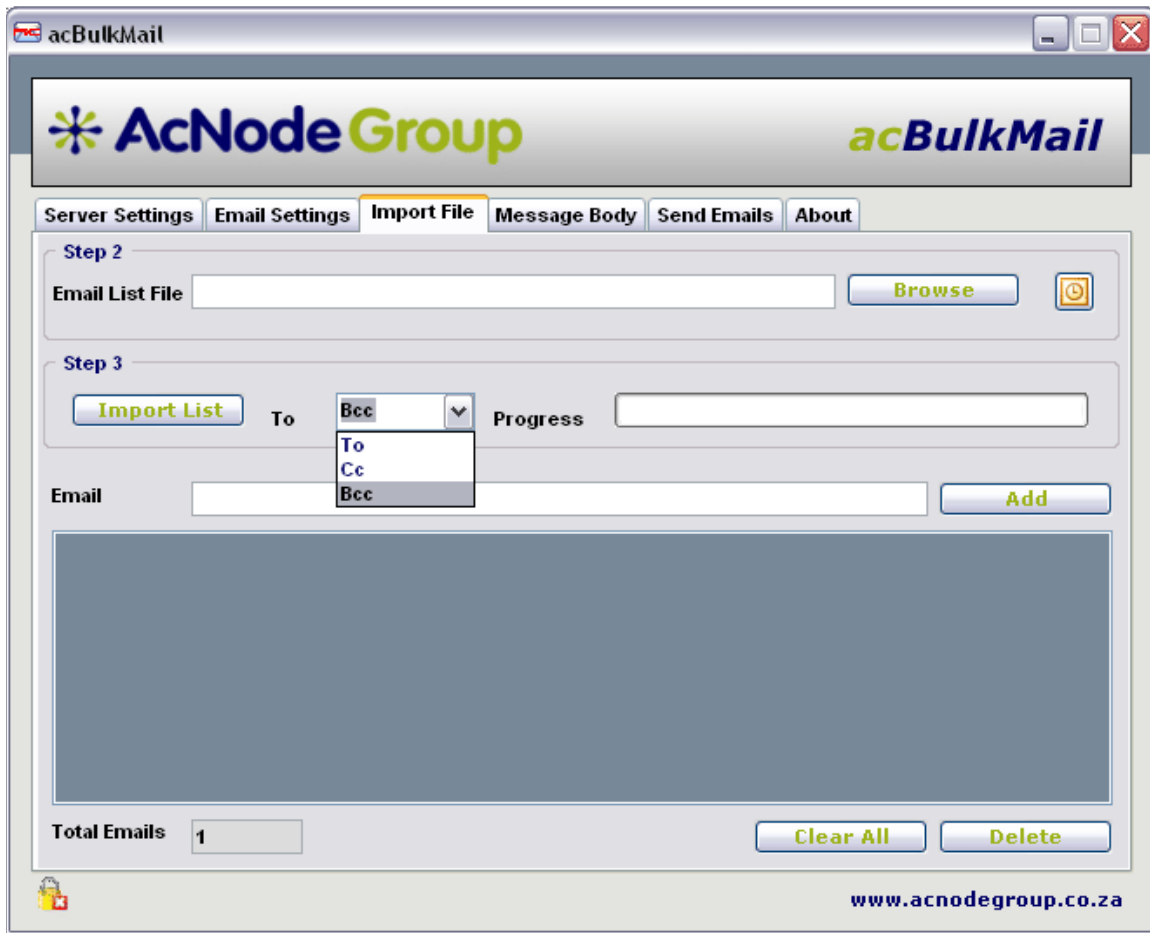 acBulkMail
AcNodeGroup
acBulkMail
Server Settings Email Settings Import File Message Body Send Emails About
Step 2
Email List File Browse
Step 3
Import List To Bcc Progress
To
Cc
Bcc
Email Add
Total Emails 1 Clear All Delete
www.acnodegroup.co.za